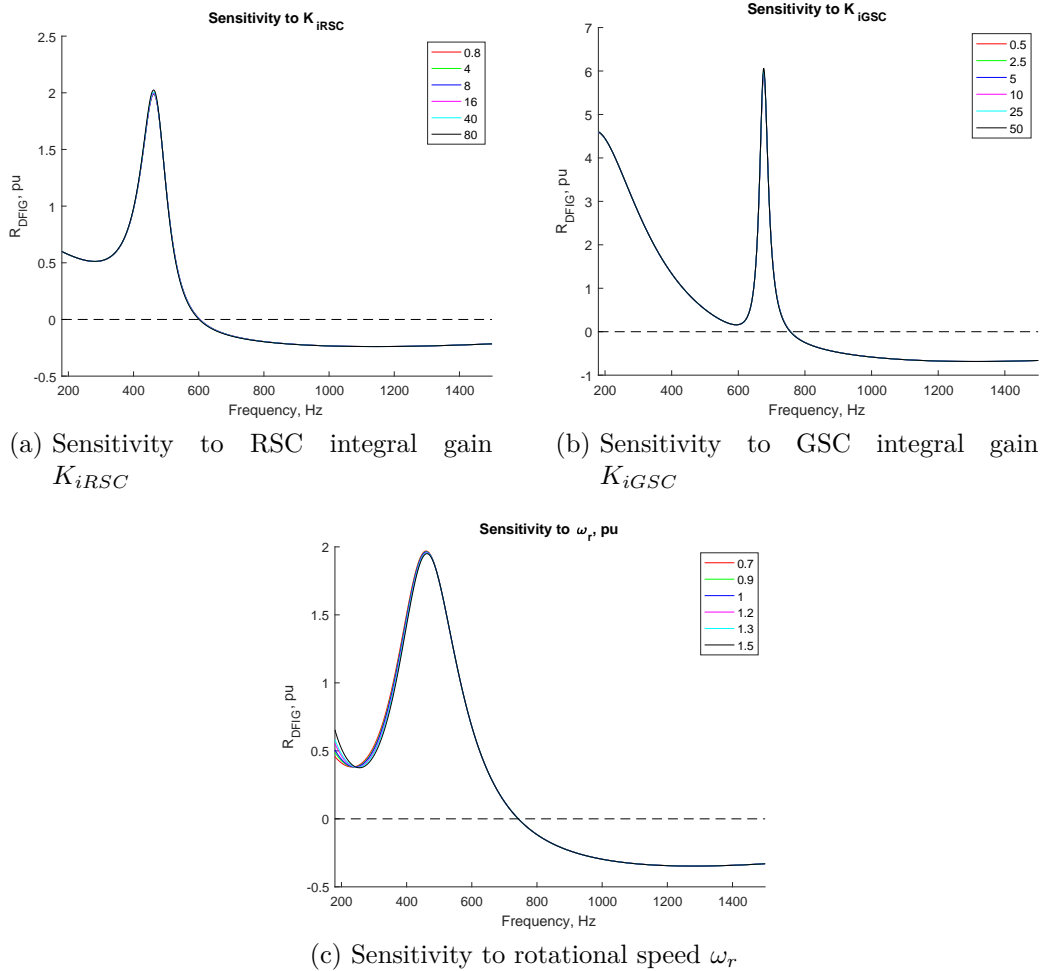 Sensitivity to K iRSC
2.5
2
1.5
1
0.5
0
-0.5
R DFIG, pu
200 400 600 800 1000 1200 1400
Frequency, Hz
0.8
4
8
16
40
80
(a) Sensitivity to RSC integral gain
K_{iRSC}
Sensitivity to K iGSC
7
6
5
4
3
2
1
0
-1
R DFIG, pu
200 400 600 800 1000 1200 1400
Frequency, Hz
0.5
2.5
5
10
25
50
(b) Sensitivity to GSC integral gain
K_{iGSC}
Sensitivity to ω_r, pu
2
1.5
1
0.5
0
-0.5
R DFIG, pu
200 400 600 800 1000 1200 1400
Frequency, Hz
0.7
0.9
1
1.2
1.3
1.5
(c) Sensitivity to rotational speed ω_r